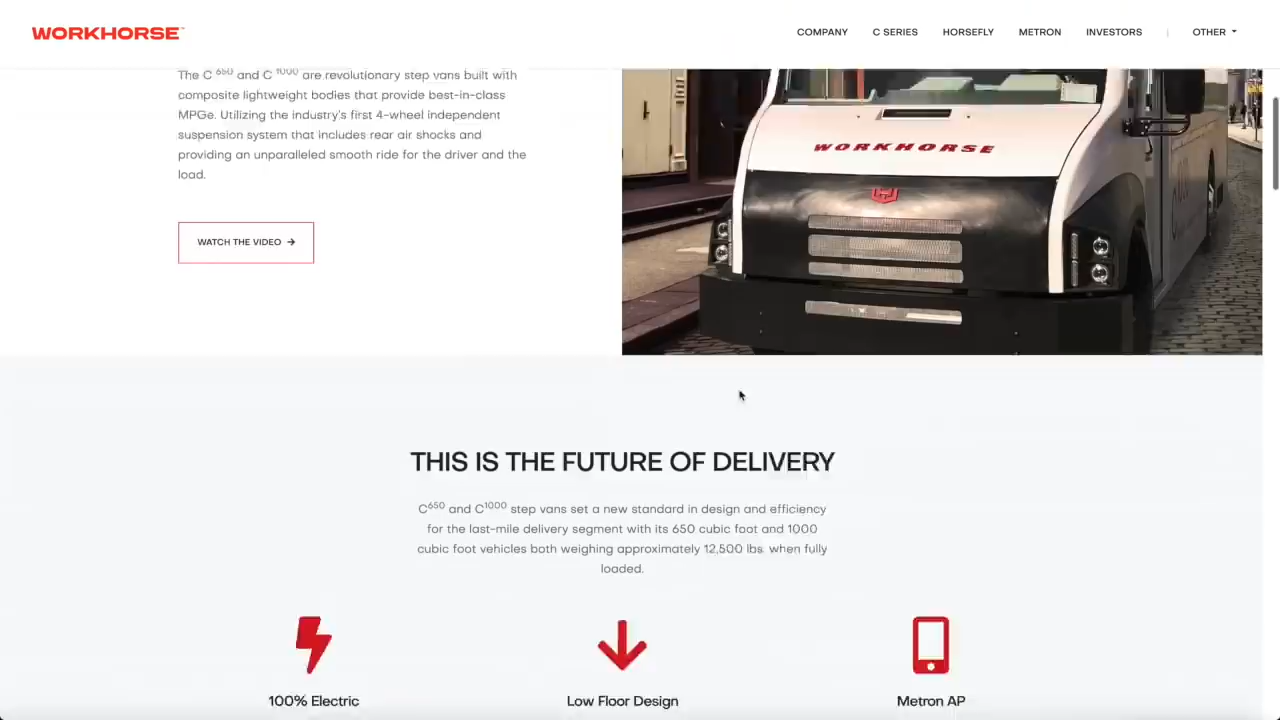 WORKHORSE
COMPANY C SERIES HORSEFLY METRON INVESTORS | OTHER
The C 650 and C 1000 are revolutionary step vans built with
composite lightweight bodies that provide best-in-class
MPGe. Utilizing the industry's first 4-wheel independent
suspension system that includes rear air shocks and
providing an unparalleled smooth ride for the driver and the
load.
WATCH THE VIDEO →
WORKHORSE
THIS IS THE FUTURE OF DELIVERY
C650 and C1000 step vans set a new standard in design and efficiency
for the last-mile delivery segment with its 650 cubic foot and 1000
cubic foot vehicles both weighing approximately 12,500 lbs. when fully
loaded.
100% Electric
Low Floor Design
Metron AP